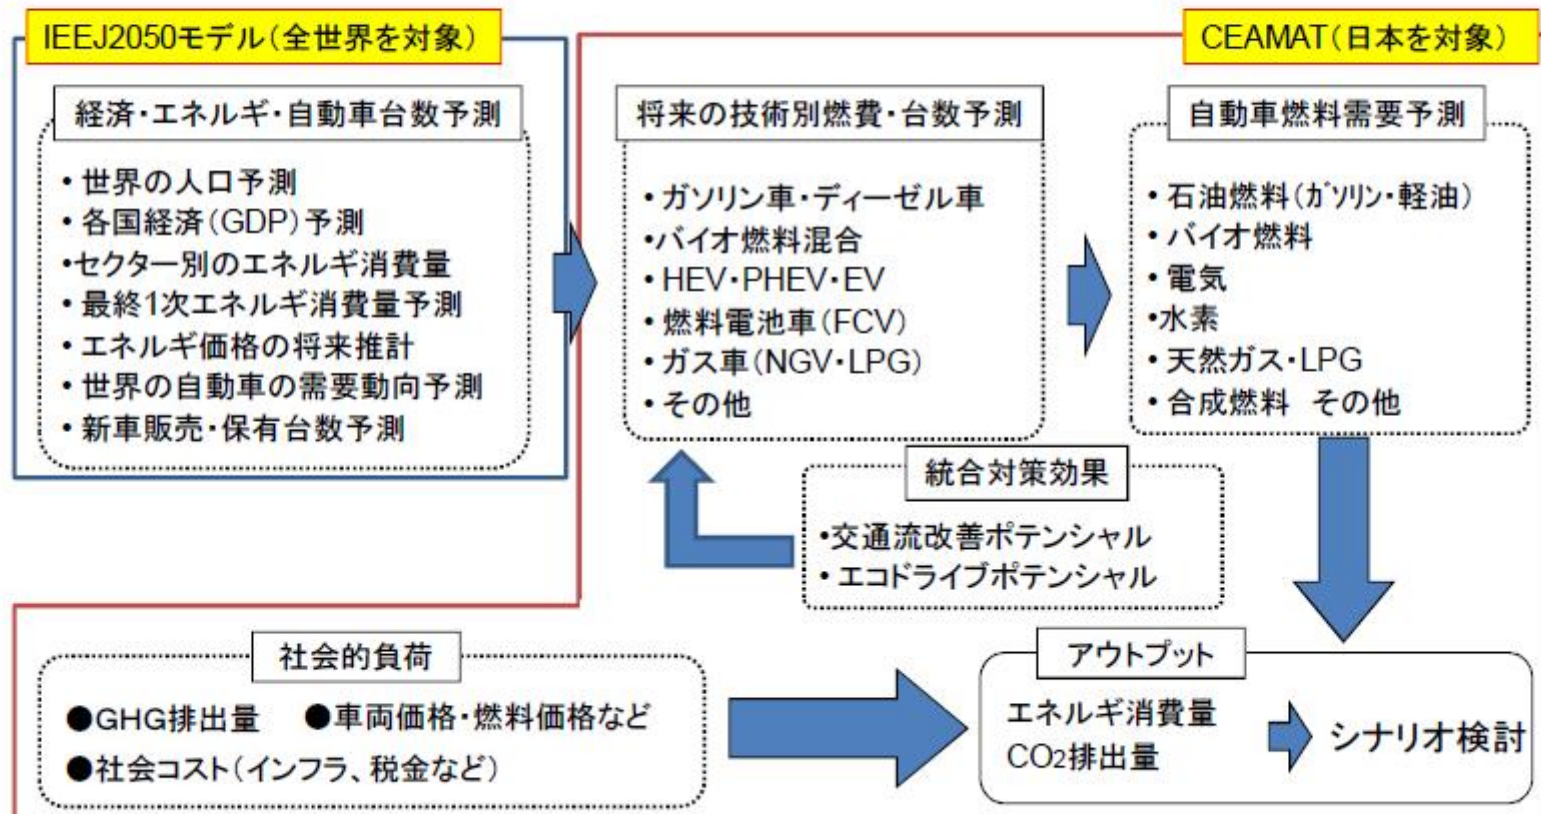 IEEJ2050モデル(全世界を対象)
経済・エネルギ・自動車台数予測
・世界の人口予測
・各国経済(GDP)予測
・セクター別のエネルギ消費量
・最終1次エネルギ消費量予測
・エネルギ価格の将来推計
・世界の自動車の需要動向予測
・新車販売・保有台数予測
CEAMAT(日本を対象)
将来の技術別燃費・台数予測
・ガソリン車・ディーゼル車
・バイオ燃料混合
・HEV・PHEV・EV
・燃料電池車(FCV)
・ガス車(NGV・LPG)
・その他
自動車燃料需要予測
・石油燃料(ガソリン・軽油)
・バイオ燃料
・電気
・水素
・天然ガス・LPG
・合成燃料 その他
統合対策効果
・交通流改善ポテンシャル
・エコドライブポテンシャル
社会的負荷
●GHG排出量 ●車両価格・燃料価格など
●社会コスト(インフラ、税金など)
アウトプット
エネルギ消費量
CO2排出量
シナリオ検討